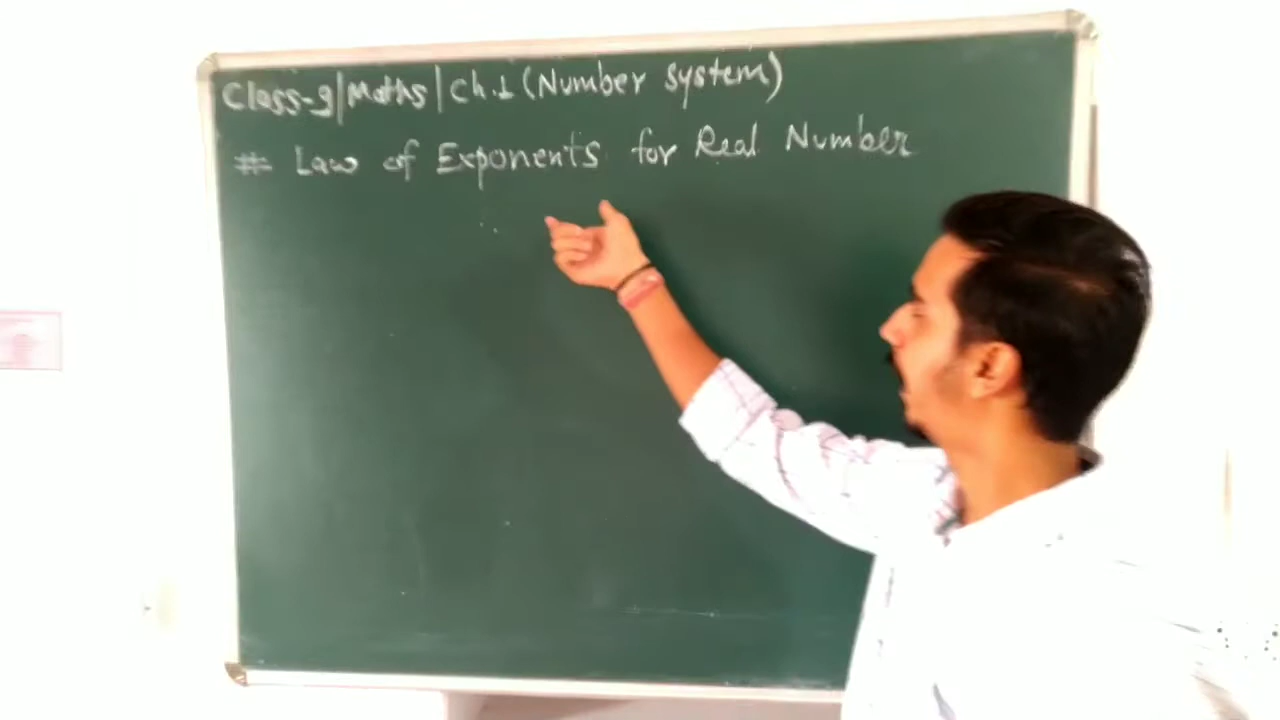 Class-9|Maths|Ch.1 (Number system)
# Law of Exponents for Real Number